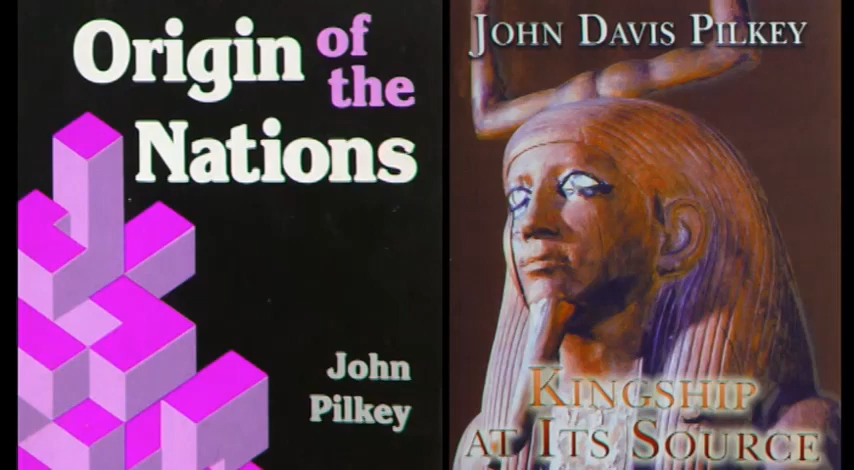 Origin of the
Nations
John
Pilkey
JOHN DAVIS PILKEY
KINGSHIP
AT ITS SOURCE